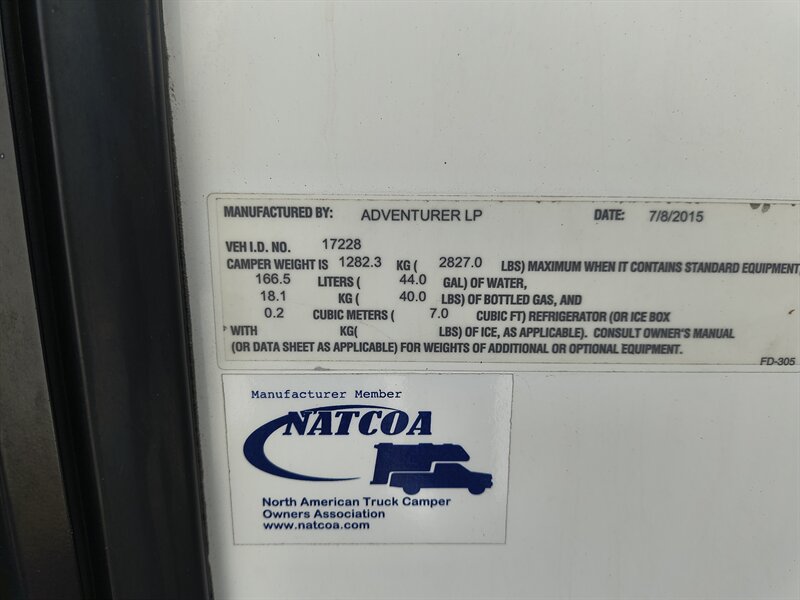 MANUFACTURED BY: ADVENTURER LP DATE: 7/8/2015
VEH I.D. NO. 17228
CAMPER WEIGHT IS 1282.3 KG ( 2827.0 LBS) MAXIMUM WHEN IT CONTAINS STANDARD EQUIPMENT,
166.5 LITERS ( 44.0 GAL) OF WATER,
18.1 KG ( 40.0 LBS) OF BOTTLED GAS, AND
0.2 CUBIC METERS ( 7.0 CUBIC FT) REFRIGERATOR (OR ICE BOX
WITH KG( LBS) OF ICE, AS APPLICABLE). CONSULT OWNER'S MANUAL
(OR DATA SHEET AS APPLICABLE) FOR WEIGHTS OF ADDITIONAL OR OPTIONAL EQUIPMENT.
FD-305
Manufacturer Member
NATCOA
North American Truck Camper
Owners Association
www.natcoa.com